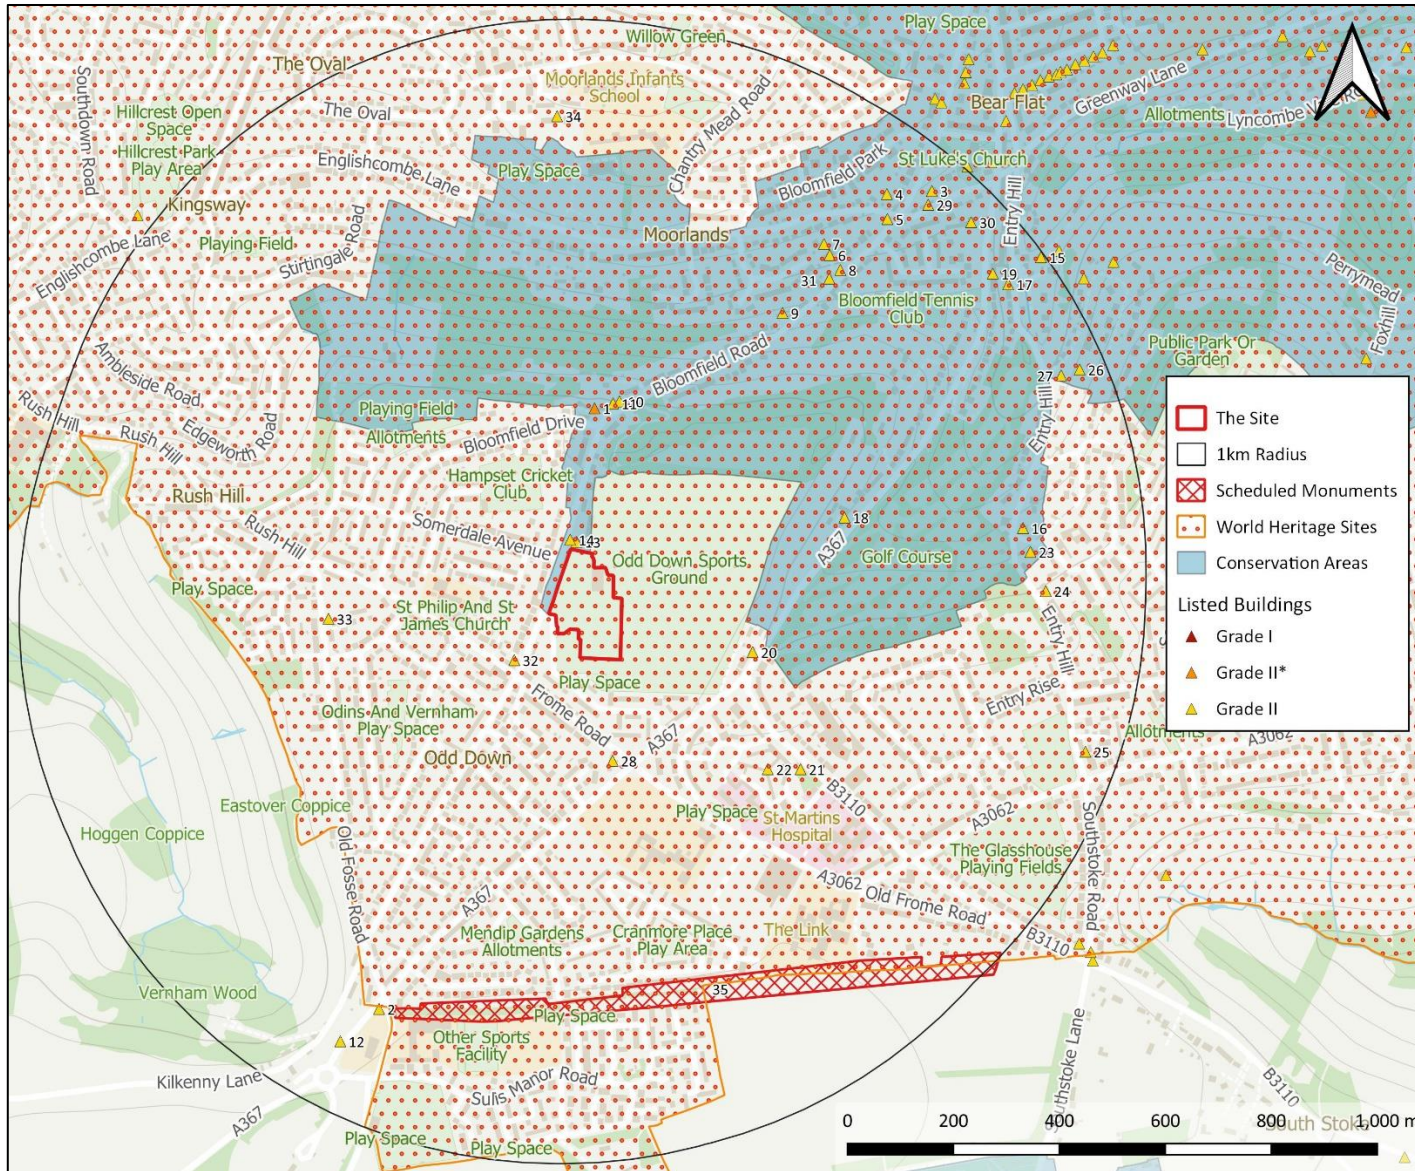 Play Space
Willow Green
The Oval
Moorlands Infants
School
Southdown Road
Hillcrest Open
Space
Hillcrest Park
Play Area
The Oval
34
Chantry Mead Road
Bear Flat
Greenway Lane
Allotments
Lyncombe Vale Road
Englishcombe Lane
Play Space
Bloomfield Park
St Luke's Church
Kingsway
4
3
29
5
30
Entry Hill
Playing Field
Stirtingale Road
Moorlands
7
6
8
31
15
19
17
Englishcombe Lane
Bloomfield Tennis
Club
Perrymead
Foxhill
9
Ambleside Road
Bloomfield Road
Public Park Or
Garden
27
26
Rush Hill
Rush Hill
Edgeworth Road
Playing Field
Allotments
1
10
Bloomfield Drive
Entry Hill
The Site
1km Radius
Scheduled Monuments
World Heritage Sites
Conservation Areas
Listed Buildings
Grade I
Grade II*
Grade II
Hampset Cricket
Club
Rush Hill
Rush Hill
Somerdale Avenue
14
Odd Down Sports
Ground
18
A367
Golf Course
16
23
24
Play Space
33
St Philip And St
James Church
32
20
Play Space
Entry Hill
Entry Rise
Odins And Vernham
Play Space
Frome Road
A367
Odd Down
28
22
21
B3110
Allotments
A3062
25
Eastover Coppice
Hoggen Coppice
Play Space
St Martins
Hospital
A3062
The Glasshouse
Playing Fields
Southstoke Road
Old Fosse Road
A367
A3062
Old Frome Road
Mendip Gardens
Allotments
Cranmore Place
Play Area
The Link
B3110
Vernham Wood
2
35
Play Space
12
Other Sports
Facility
Kilkenny Lane
Sulis Manor Road
Southstoke Lane
B3110
A367
Play Space
Play Space
South Stoke
0 200 400 600 800 1,000 m